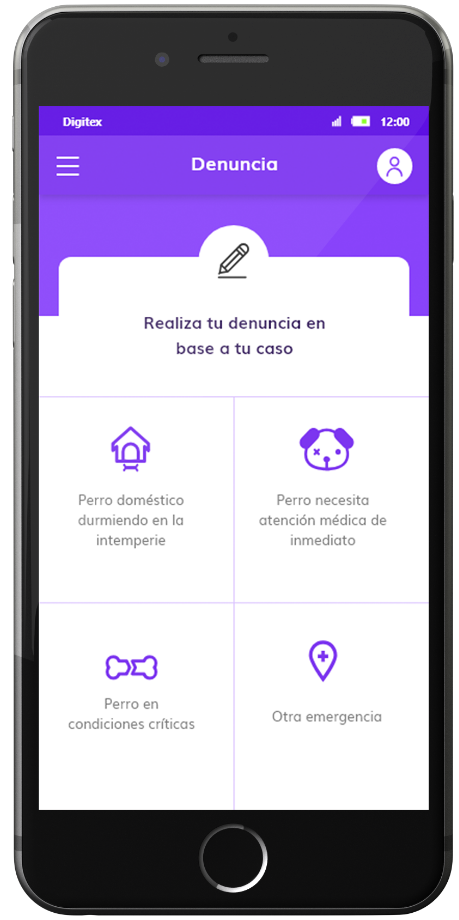 Digitex 12:00
Denuncia
Realiza tu denuncia en
base a tu caso
Perro doméstico
durmiendo en la
intemperie
Perro necesita
atención médica de
inmediato
Perro en
condiciones críticas
Otra emergencia